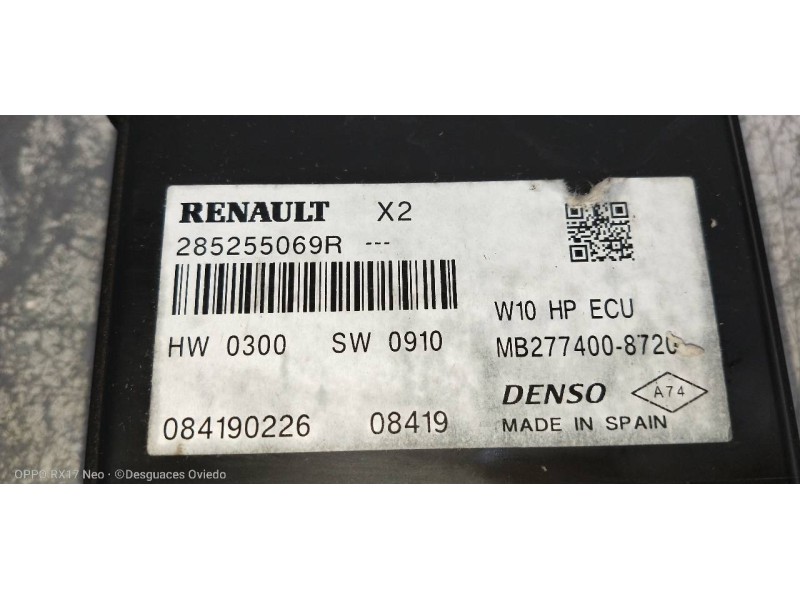 RENAULT X2
285255069R ---
W10 HP ECU
HW 0300 SW 0910
MB277400-872
DENSO A74
084190226 08419
MADE IN SPAIN
OPPO RX17 Neo · ©Desguaces Oviedo